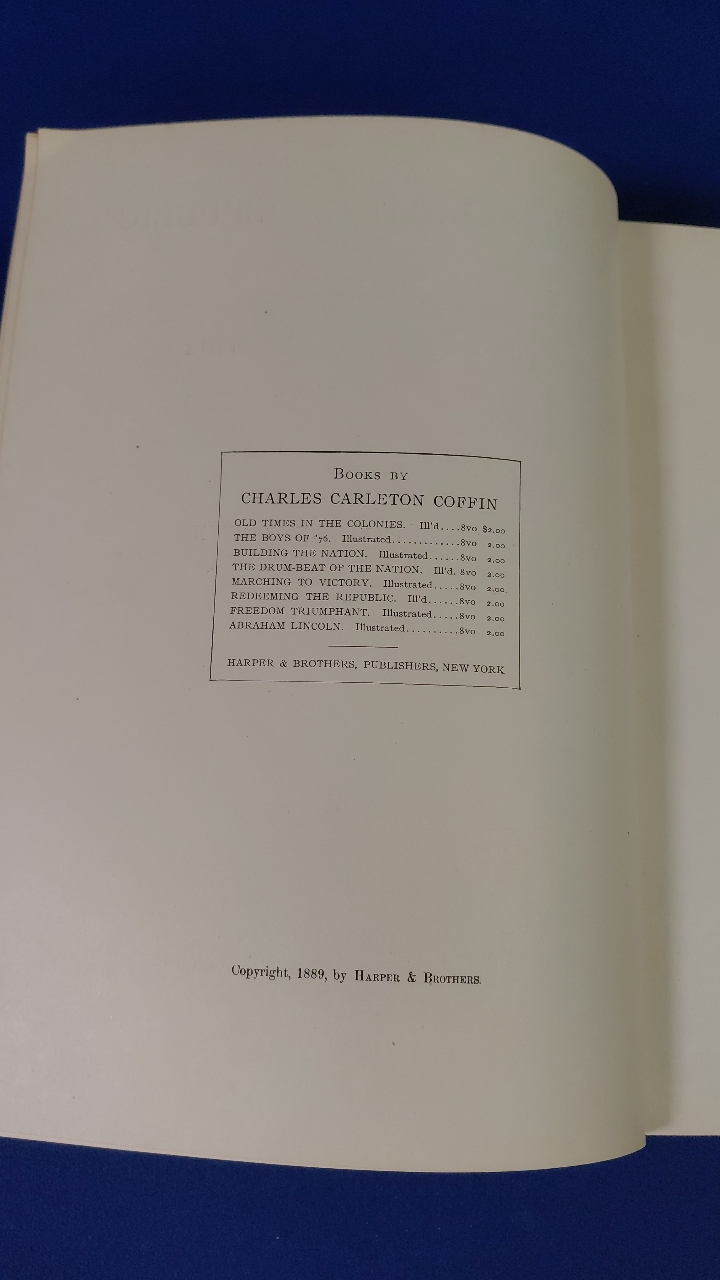 BOOKS BY
CHARLES CARLETON COFFIN
OLD TIMES IN THE COLONIES. Ill'd....8vo $2.00
THE BOYS OF '76. Illustrated.............8vo 2.00
BUILDING THE NATION. Illustrated......8vo 2.00
THE DRUM-BEAT OF THE NATION. Ill'd. 8vo 2.00
MARCHING TO VICTORY. Illustrated.....8vo 2.00
REDEEMING THE REPUBLIC. Ill'd......8vo 2.00
FREEDOM TRIUMPHANT. Illustrated.....8vo 2.00
ABRAHAM LINCOLN. Illustrated..........8vo 2.00
HARPER & BROTHERS, PUBLISHERS, NEW YORK
Copyright, 1889, by HARPER & BROTHERS.